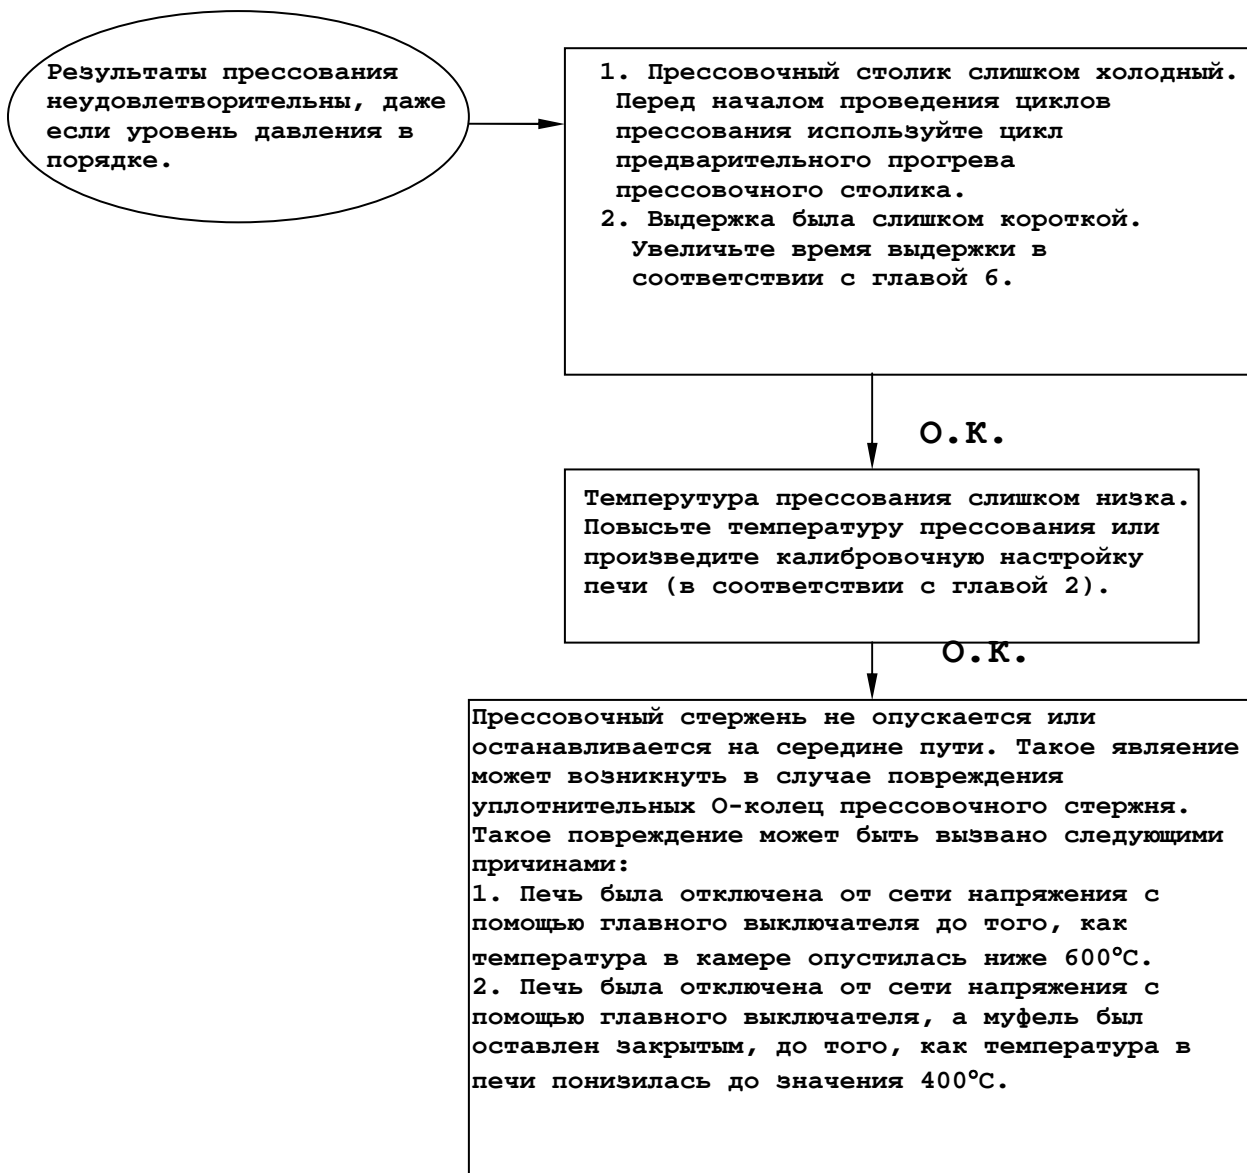 Результаты прессования
неудовлетворительны, даже
если уровень давления в
порядке.
1. Прессовочный столик слишком холодный.
Перед началом проведения циклов
прессования используйте цикл
предварительного прогрева
прессовочного столика.
2. Выдержка была слишком короткой.
Увеличьте время выдержки в
соответствии с главой 6.
О.К.
Темперутура прессования слишком низка.
Повысьте температуру прессования или
произведите калибровочную настройку
печи (в соответствии с главой 2).
О.К.
Прессовочный стержень не опускается или
останавливается на середине пути. Такое являение
может возникнуть в случае повреждения
уплотнительных О-колец прессовочного стержня.
Такое повреждение может быть вызвано следующими
причинами:
1. Печь была отключена от сети напряжения с
помощью главного выключателя до того, как
температура в камере опустилась ниже 600°С.
2. Печь была отключена от сети напряжения с
помощью главного выключателя, а муфель был
оставлен закрытым, до того, как температура в
печи понизилась до значения 400°С.